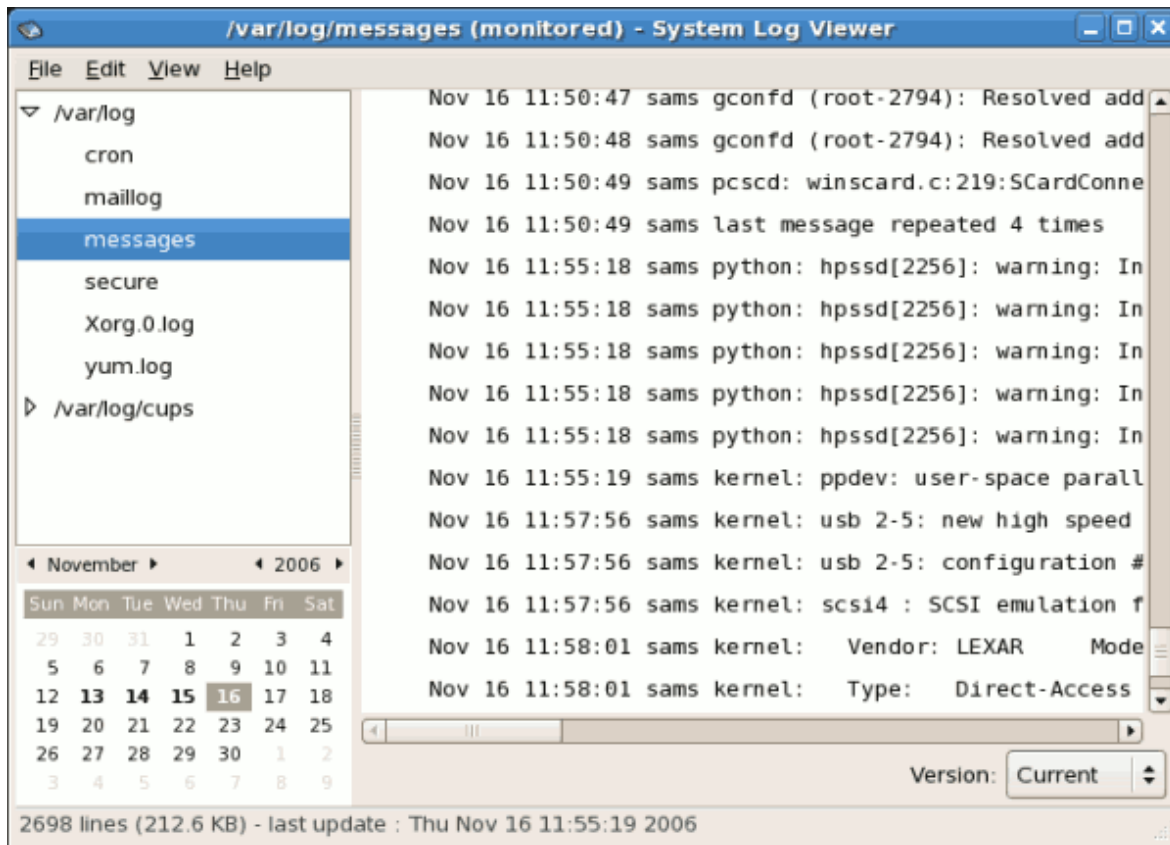 /var/log/messages (monitored) - System Log Viewer
File Edit View Help
/var/log
cron
maillog
messages
secure
Xorg.0.log
yum.log
/var/log/cups
November 2006
Sun Mon Tue Wed Thu Fri Sat
29 30 31 1 2 3 4
5 6 7 8 9 10 11
12 13 14 15 16 17 18
19 20 21 22 23 24 25
26 27 28 29 30 1 2
3 4 5 6 7 8 9
Nov 16 11:50:47 sams gconfd (root-2794): Resolved add
Nov 16 11:50:48 sams gconfd (root-2794): Resolved add
Nov 16 11:50:49 sams pcscd: winscard.c:219:SCardConne
Nov 16 11:50:49 sams last message repeated 4 times
Nov 16 11:55:18 sams python: hpssd[2256]: warning: In
Nov 16 11:55:18 sams python: hpssd[2256]: warning: In
Nov 16 11:55:18 sams python: hpssd[2256]: warning: In
Nov 16 11:55:18 sams python: hpssd[2256]: warning: In
Nov 16 11:55:18 sams python: hpssd[2256]: warning: In
Nov 16 11:55:19 sams kernel: ppdev: user-space parall
Nov 16 11:57:56 sams kernel: usb 2-5: new high speed
Nov 16 11:57:56 sams kernel: usb 2-5: configuration #
Nov 16 11:57:56 sams kernel: scsi4 : SCSI emulation f
Nov 16 11:58:01 sams kernel: Vendor: LEXAR Mode
Nov 16 11:58:01 sams kernel: Type: Direct-Access
Version: Current
2698 lines (212.6 KB) - last update : Thu Nov 16 11:55:19 2006